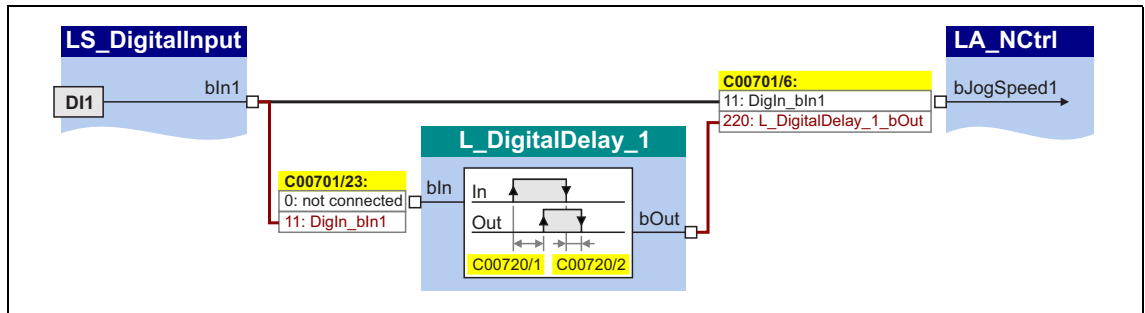 LS_DigitalInput
LA_NCtrl
DI1
bIn1
C00701/6:
11: DigIn_bIn1
220: L_DigitalDelay_1_bOut
bJogSpeed1
L_DigitalDelay_1
C00701/23:
0: not connected
11: DigIn_bIn1
bIn
In
Out
bOut
C00720/1
C00720/2